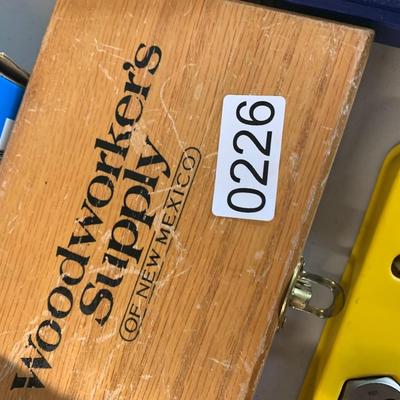 Woodworker's
Supply
OF NEW MEXICO
0226